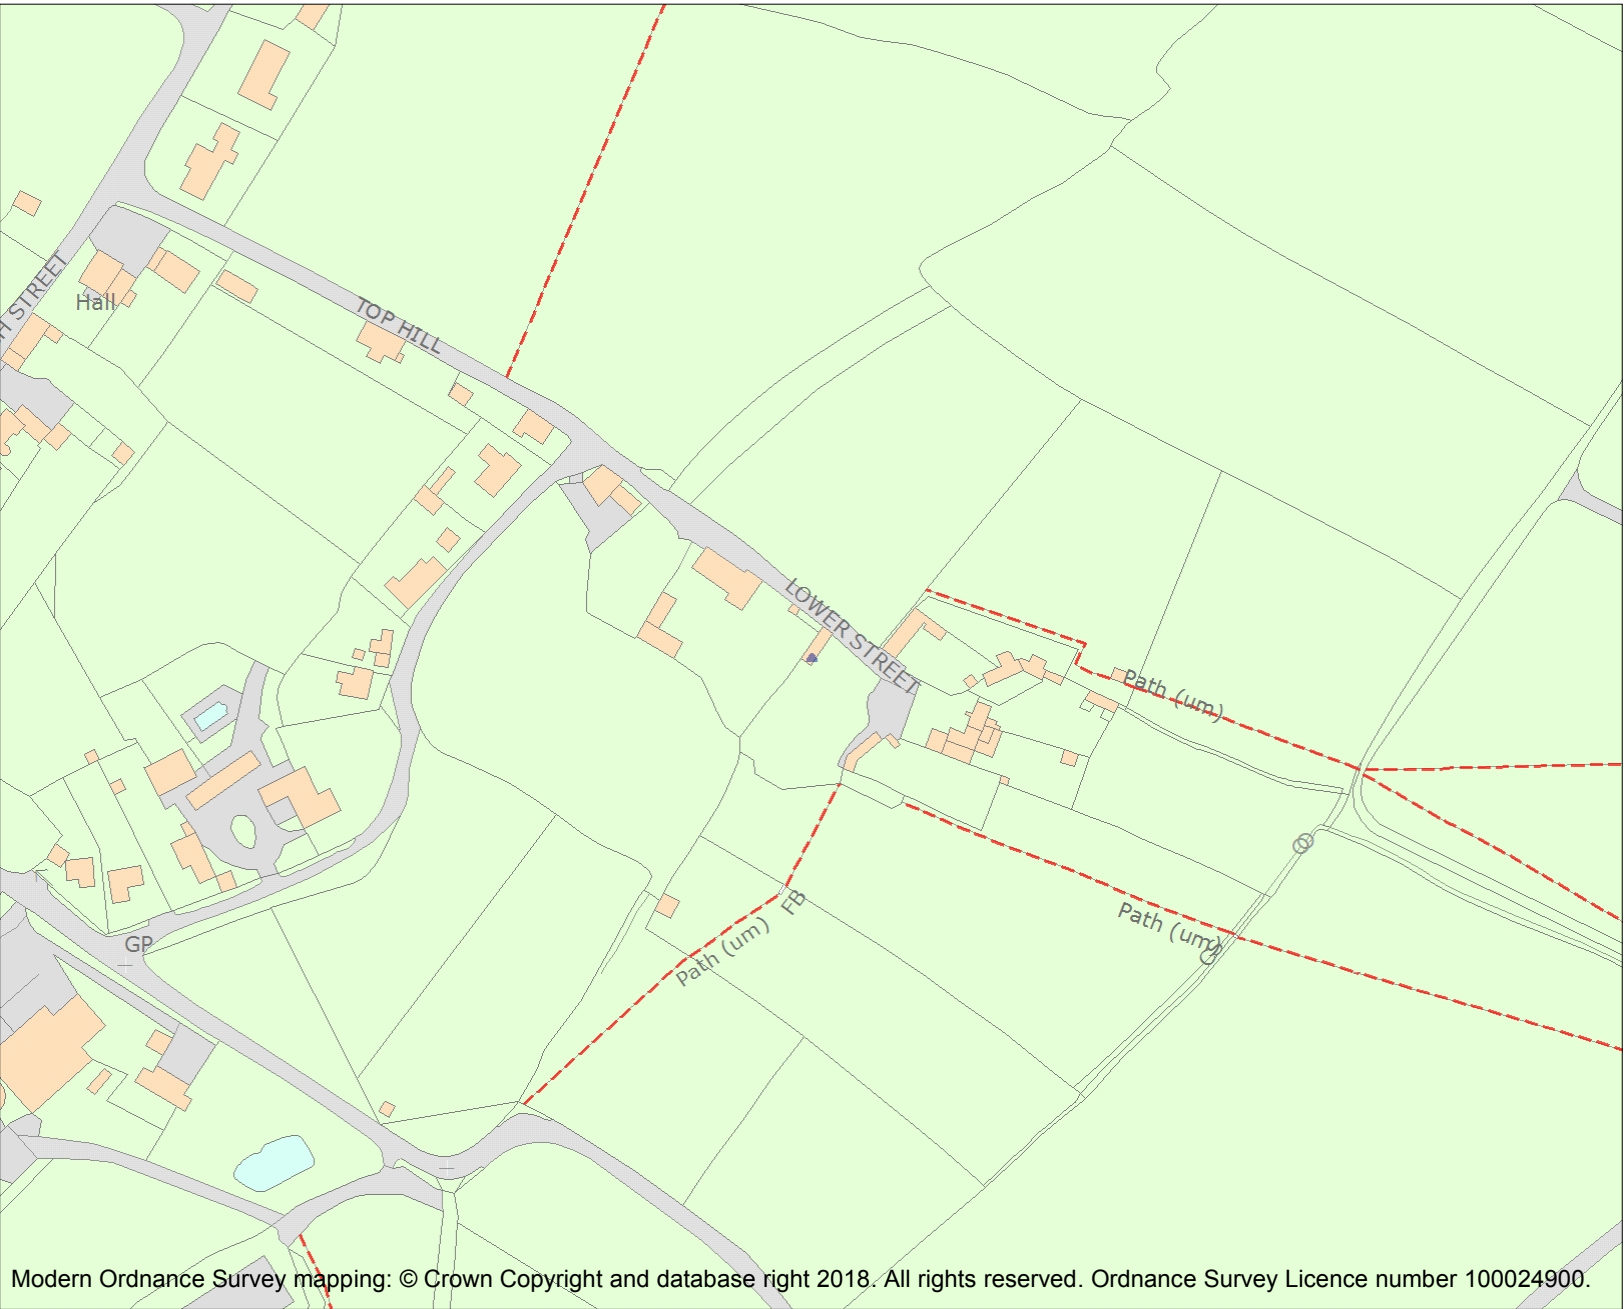 H STREET
Hall
TOP HILL
LOWER STREET
Path (um)
Path (um)
FB
Path (um)
GP
Modern Ordnance Survey mapping: © Crown Copyright and database right 2018. All rights reserved. Ordnance Survey Licence number 100024900.